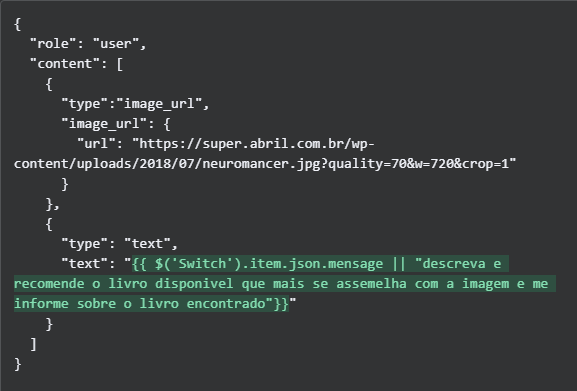 {
  "role": "user",
  "content": [
    {
      "type":"image_url",
      "image_url": {
        "url": "https://super.abril.com.br/wp-
content/uploads/2018/07/neuromancer.jpg?quality=70&w=720&crop=1"
      }
    },
    {
      "type": "text",
      "text": "{{ $('Switch').item.json.message || "descreva e
recomende o livro disponivel que mais se assemelha com a imagem e me
informe sobre o livro encontrado"}}"
    }
  ]
}